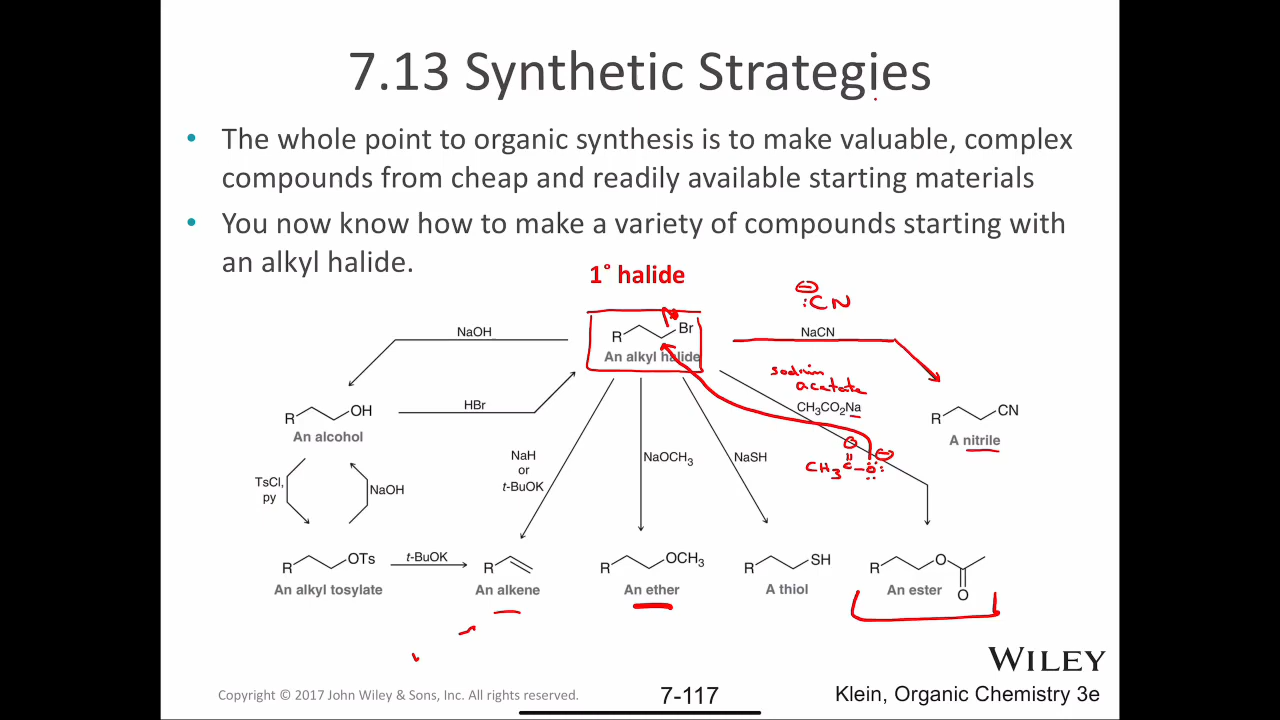 7.13 Synthetic Strategies
• The whole point to organic synthesis is to make valuable, complex
compounds from cheap and readily available starting materials
• You now know how to make a variety of compounds starting with
an alkyl halide.
1° halide
⊖
:CN
NaOH
R
Br
NaCN
An alkyl halide
sodium
acetate
CH₃CO₂Na
R
OH
HBr
R
CN
An alcohol
A nitrile
NaH
or
t-BuOK
NaOCH₃
NaSH
O
⊖
CH₃ C–O:
TsCl,
py
NaOH
R
OTs
t-BuOK
R
R
OCH₃
R
SH
R
O
O
An alkyl tosylate
An alkene
An ether
A thiol
An ester
WILEY
Copyright © 2017 John Wiley & Sons, Inc. All rights reserved.
7-117
Klein, Organic Chemistry 3e